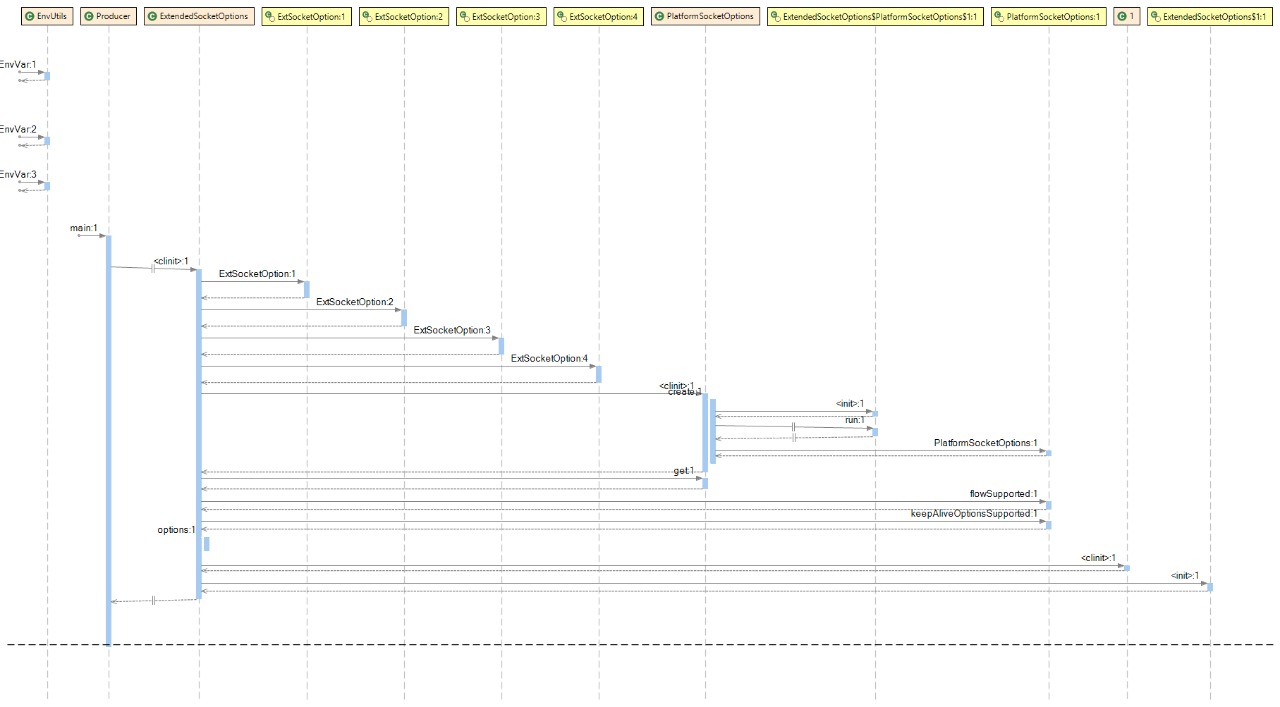 EnvUtils
Producer
ExtendedSocketOptions
ExtSocketOption:1
ExtSocketOption:2
ExtSocketOption:3
ExtSocketOption:4
PlatformSocketOptions
ExtendedSocketOptions$PlatformSocketOptions$1:1
PlatformSocketOptions:1
1
ExtendedSocketOptions$1:1
EnvVar:1
EnvVar:2
EnvVar:3
main:1
<clinit>:1
ExtSocketOption:1
ExtSocketOption:2
ExtSocketOption:3
ExtSocketOption:4
<clinit>:1
create:1
<init>:1
run:1
PlatformSocketOptions:1
get:1
flowSupported:1
keepAliveOptionsSupported:1
options:1
<clinit>:1
<init>:1